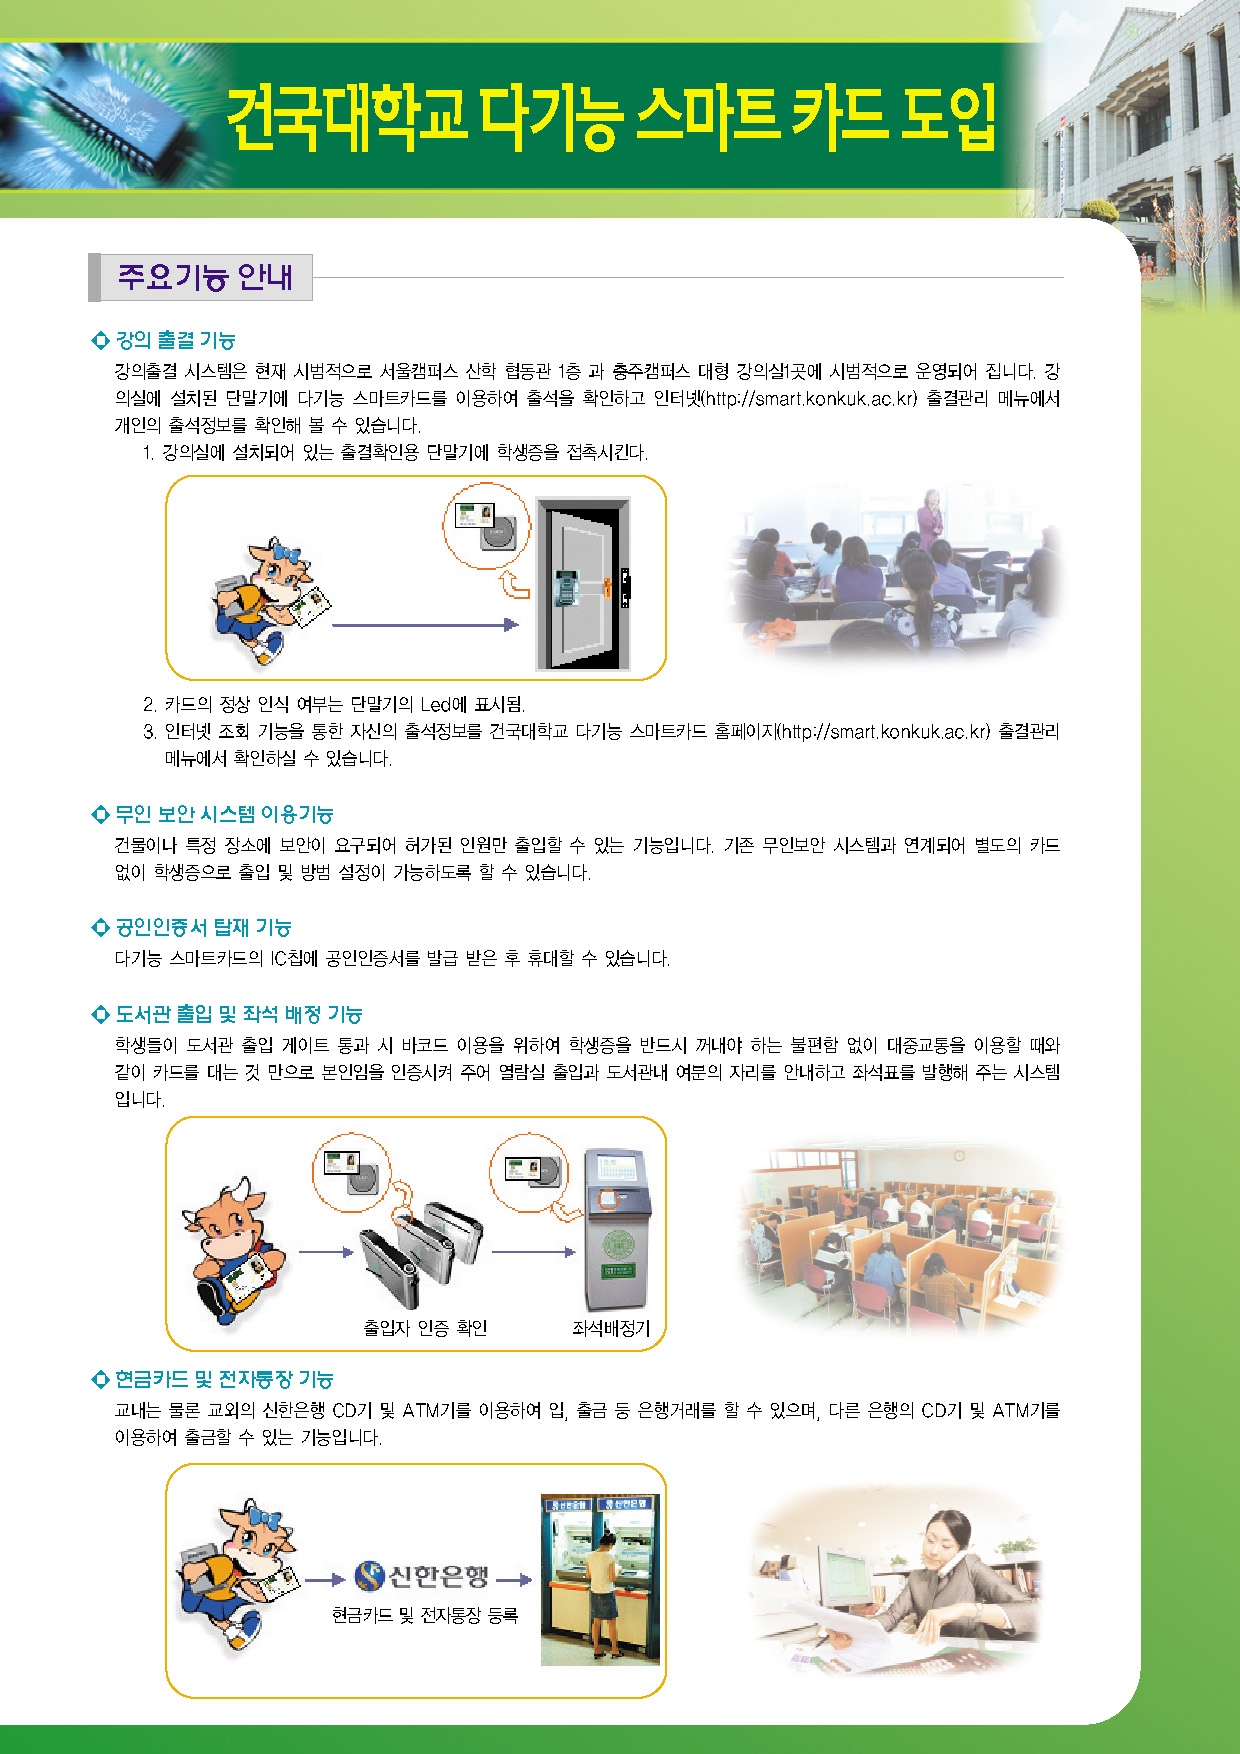 건국대학교 다기능 스마트 카드 도입
주요기능 안내
강의 출결 기능
강의출결 시스템은 현재 시범적으로 서울캠퍼스 산학 협동관 1층 과 충주캠퍼스 대형 강의실1곳에 시범적으로 운영되어 집니다. 강
의실에 설치된 단말기에 다기능 스마트카드를 이용하여 출석을 확인하고 인터넷(http://smart.konkuk.ac.kr) 출결관리 메뉴에서
개인의 출석정보를 확인해 볼 수 있습니다.
1. 강의실에 설치되어 있는 출결확인용 단말기에 학생증을 접촉시킨다.
2. 카드의 정상 인식 여부는 단말기의 Led에 표시됨.
3. 인터넷 조회 기능을 통한 자신의 출석정보를 건국대학교 다기능 스마트카드 홈페이지(http://smart.konkuk.ac.kr) 출결관리
메뉴에서 확인하실 수 있습니다.
무인 보안 시스템 이용기능
건물이나 특정 장소에 보안이 요구되어 허가된 인원만 출입할 수 있는 기능입니다. 기존 무인보안 시스템과 연계되어 별도의 카드
없이 학생증으로 출입 및 방범 설정이 가능하도록 할 수 있습니다.
공인인증서 탑재 기능
다기능 스마트카드의 IC칩에 공인인증서를 발급 받은 후 휴대할 수 있습니다.
도서관 출입 및 좌석 배정 기능
학생들이 도서관 출입 게이트 통과 시 바코드 이용을 위하여 학생증을 반드시 꺼내야 하는 불편함 없이 대중교통을 이용할 때와
같이 카드를 대는 것 만으로 본인임을 인증시켜 주어 열람실 출입과 도서관내 여분의 자리를 안내하고 좌석표를 발행해 주는 시스템
입니다.
출입자 인증 확인
좌석배정기
현금카드 및 전자통장 기능
교내는 물론 교외의 신한은행 CD기 및 ATM기를 이용하여 입, 출금 등 은행거래를 할 수 있으며, 다른 은행의 CD기 및 ATM기를
이용하여 출금할 수 있는 기능입니다.
신한은행 신한은행
신한은행
현금카드 및 전자통장 등록